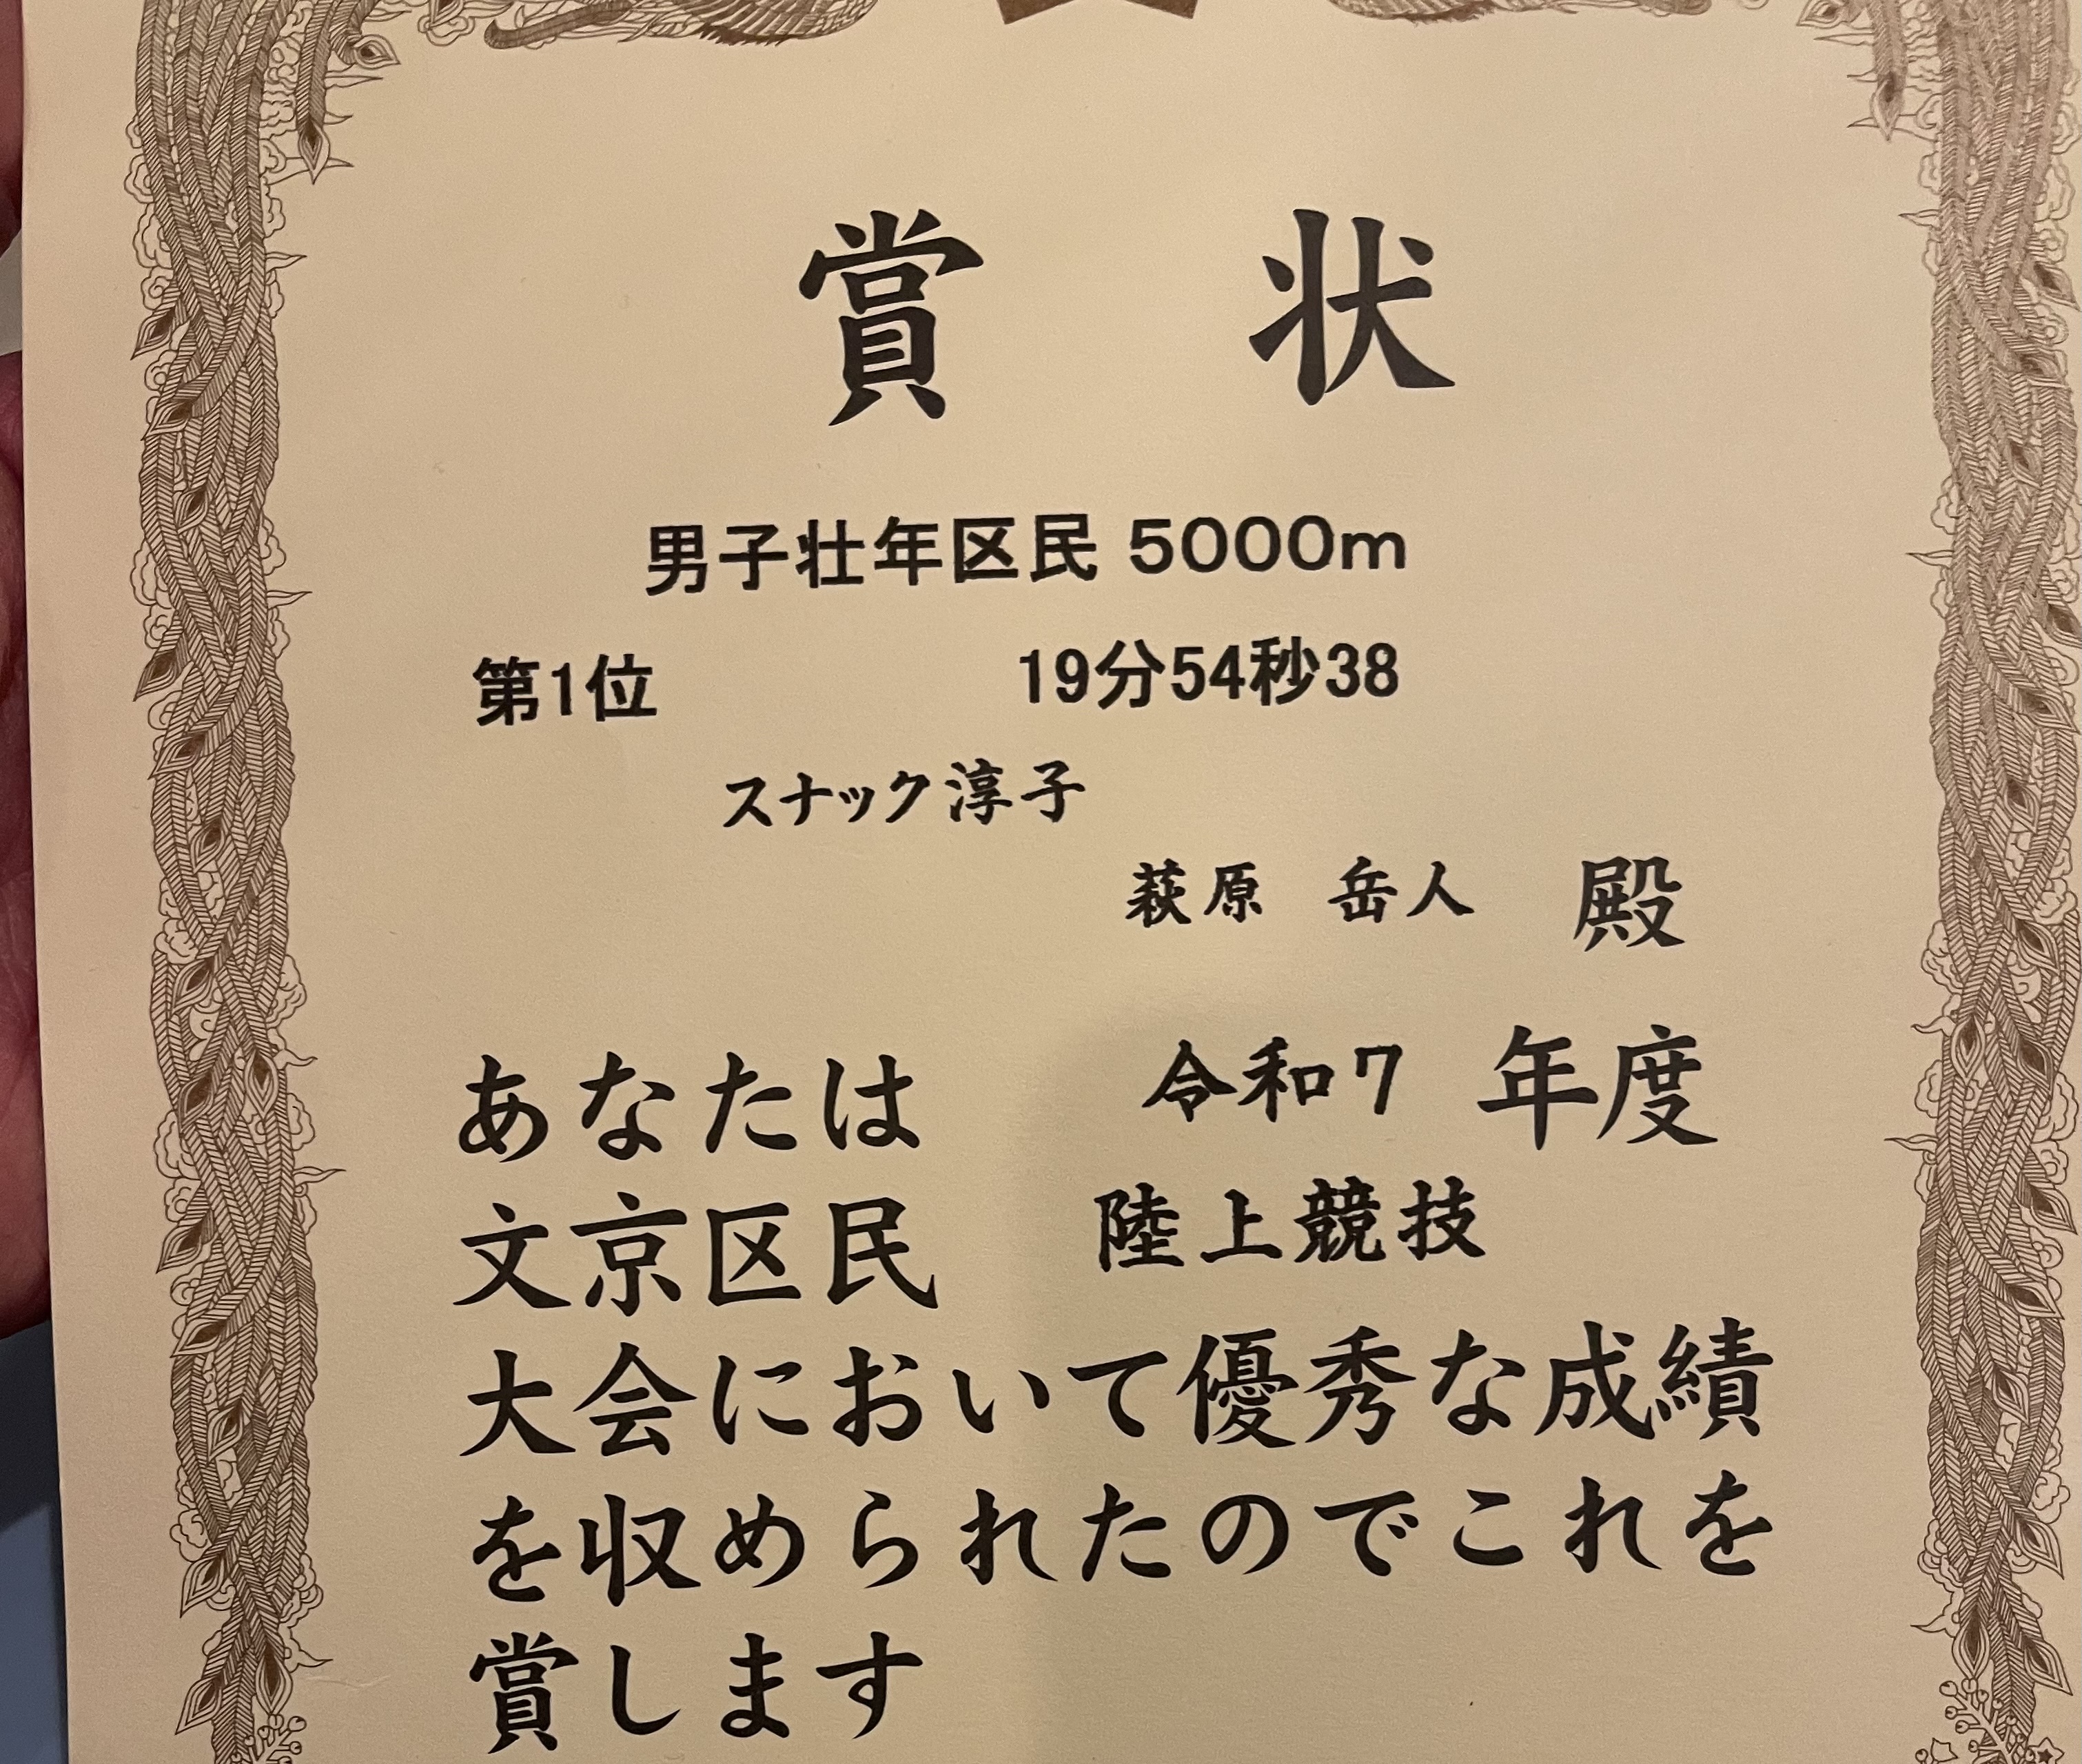 賞状
男子壮年区民 5000m
第1位 19分54秒38
スナック淳子
萩原 岳人 殿
あなたは 令和7 年度
文京区民 陸上競技
大会において優秀な成績
を収められたのでこれを
賞します